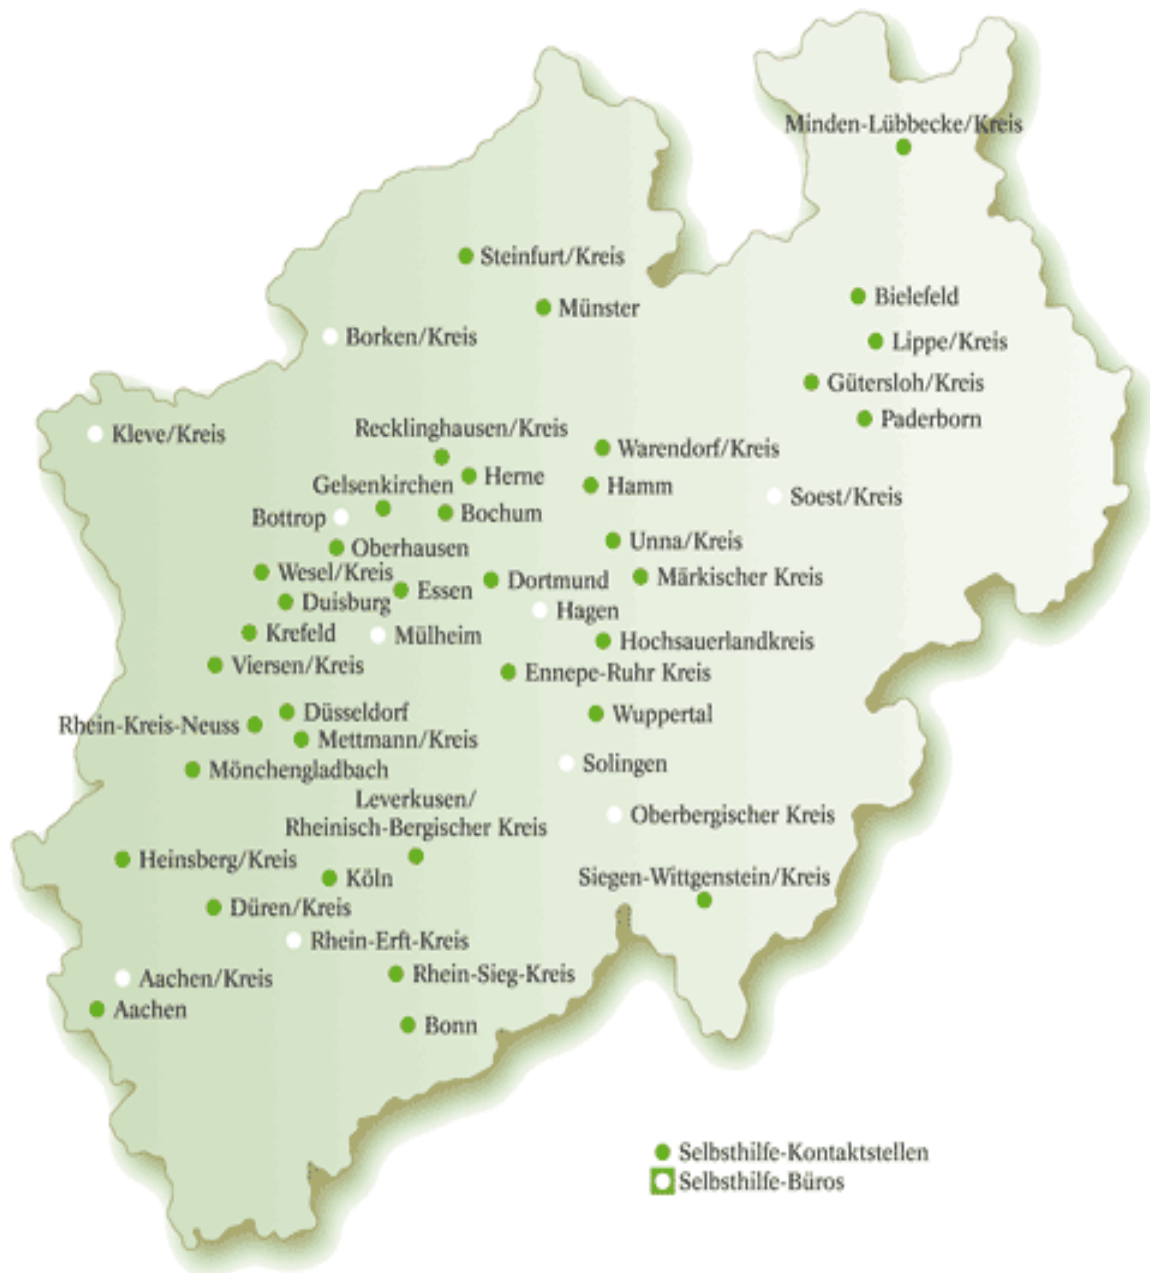 Minden-Lübbecke/Kreis
Steinfurt/Kreis
Bielefeld
Münster
Borken/Kreis
Lippe/Kreis
Gütersloh/Kreis
Paderborn
Kleve/Kreis
Recklinghausen/Kreis
Warendorf/Kreis
Herne
Gelsenkirchen
Hamm
Soest/Kreis
Bochum
Bottrop
Oberhausen
Unna/Kreis
Wesel/Kreis
Essen
Dortmund
Märkischer Kreis
Duisburg
Hagen
Krefeld
Mülheim
Hochsauerlandkreis
Viersen/Kreis
Ennepe-Ruhr Kreis
Düsseldorf
Wuppertal
Rhein-Kreis-Neuss
Mettmann/Kreis
Solingen
Mönchengladbach
Leverkusen/
Rheinisch-Bergischer Kreis
Oberbergischer Kreis
Heinsberg/Kreis
Köln
Siegen-Wittgenstein/Kreis
Düren/Kreis
Rhein-Erft-Kreis
Aachen/Kreis
Rhein-Sieg-Kreis
Aachen
Bonn
Selbsthilfe-Kontaktstellen
Selbsthilfe-Büros